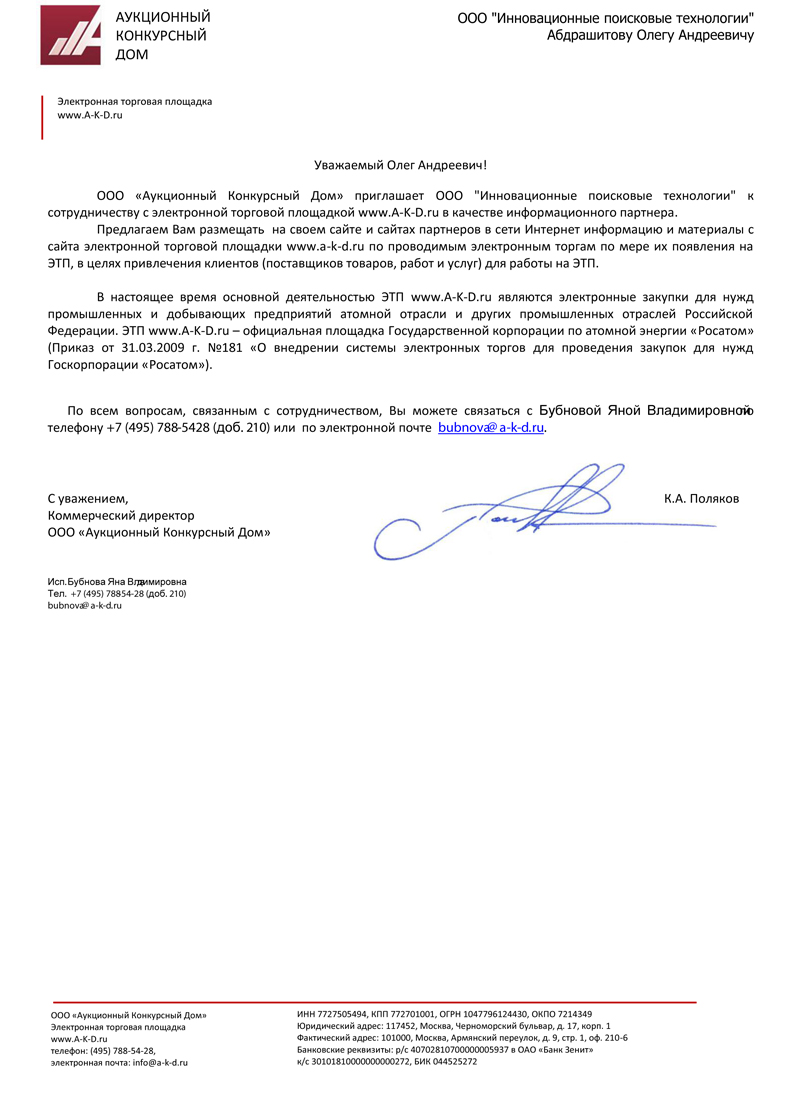 АУКЦИОННЫЙ
КОНКУРСНЫЙ
ДОМ
ООО "Инновационные поисковые технологии"
Абдрашитову Олегу Андреевичу
Электронная торговая площадка
www.A-K-D.ru
Уважаемый Олег Андреевич!
ООО «Аукционный Конкурсный Дом» приглашает ООО "Инновационные поисковые технологии" к
сотрудничеству с электронной торговой площадкой www.A-K-D.ru в качестве информационного партнера.
Предлагаем Вам размещать на своем сайте и сайтах партнеров в сети Интернет информацию и материалы с
сайта электронной торговой площадки www.a-k-d.ru по проводимым электронным торгам по мере их появления на
ЭТП, в целях привлечения клиентов (поставщиков товаров, работ и услуг) для работы на ЭТП.
В настоящее время основной деятельностью ЭТП www.A-K-D.ru являются электронные закупки для нужд
промышленных и добывающих предприятий атомной отрасли и других промышленных отраслей Российской
Федерации. ЭТП www.A-K-D.ru – официальная площадка Государственной корпорации по атомной энергии «Росатом»
(Приказ от 31.03.2009 г. №181 «О внедрении системы электронных торгов для проведения закупок для нужд
Госкорпорации «Росатом»).
По всем вопросам, связанным с сотрудничеством, Вы можете связаться с Бубновой Яной Владимировной по
телефону +7 (495) 788-5428 (доб. 210) или по электронной почте bubnova@a-k-d.ru.
С уважением,
Коммерческий директор
ООО «Аукционный Конкурсный Дом»
К.А. Поляков
Исп.Бубнова Яна Владимировна
Тел. +7 (495) 78854-28 (доб. 210)
bubnova@a-k-d.ru
ООО «Аукционный Конкурсный Дом»
Электронная торговая площадка
www.A-K-D.ru
телефон: (495) 788-54-28,
электронная почта: info@a-k-d.ru
ИНН 7727505494, КПП 772701001, ОГРН 1047796124430, ОКПО 7214349
Юридический адрес: 117452, Москва, Черноморский бульвар, д. 17, корп. 1
Фактический адрес: 101000, Москва, Армянский переулок, д. 9, стр. 1, оф. 210-6
Банковские реквизиты: р/с 40702810700000005937 в ОАО «Банк Зенит»
к/с 30101810000000000272, БИК 044525272